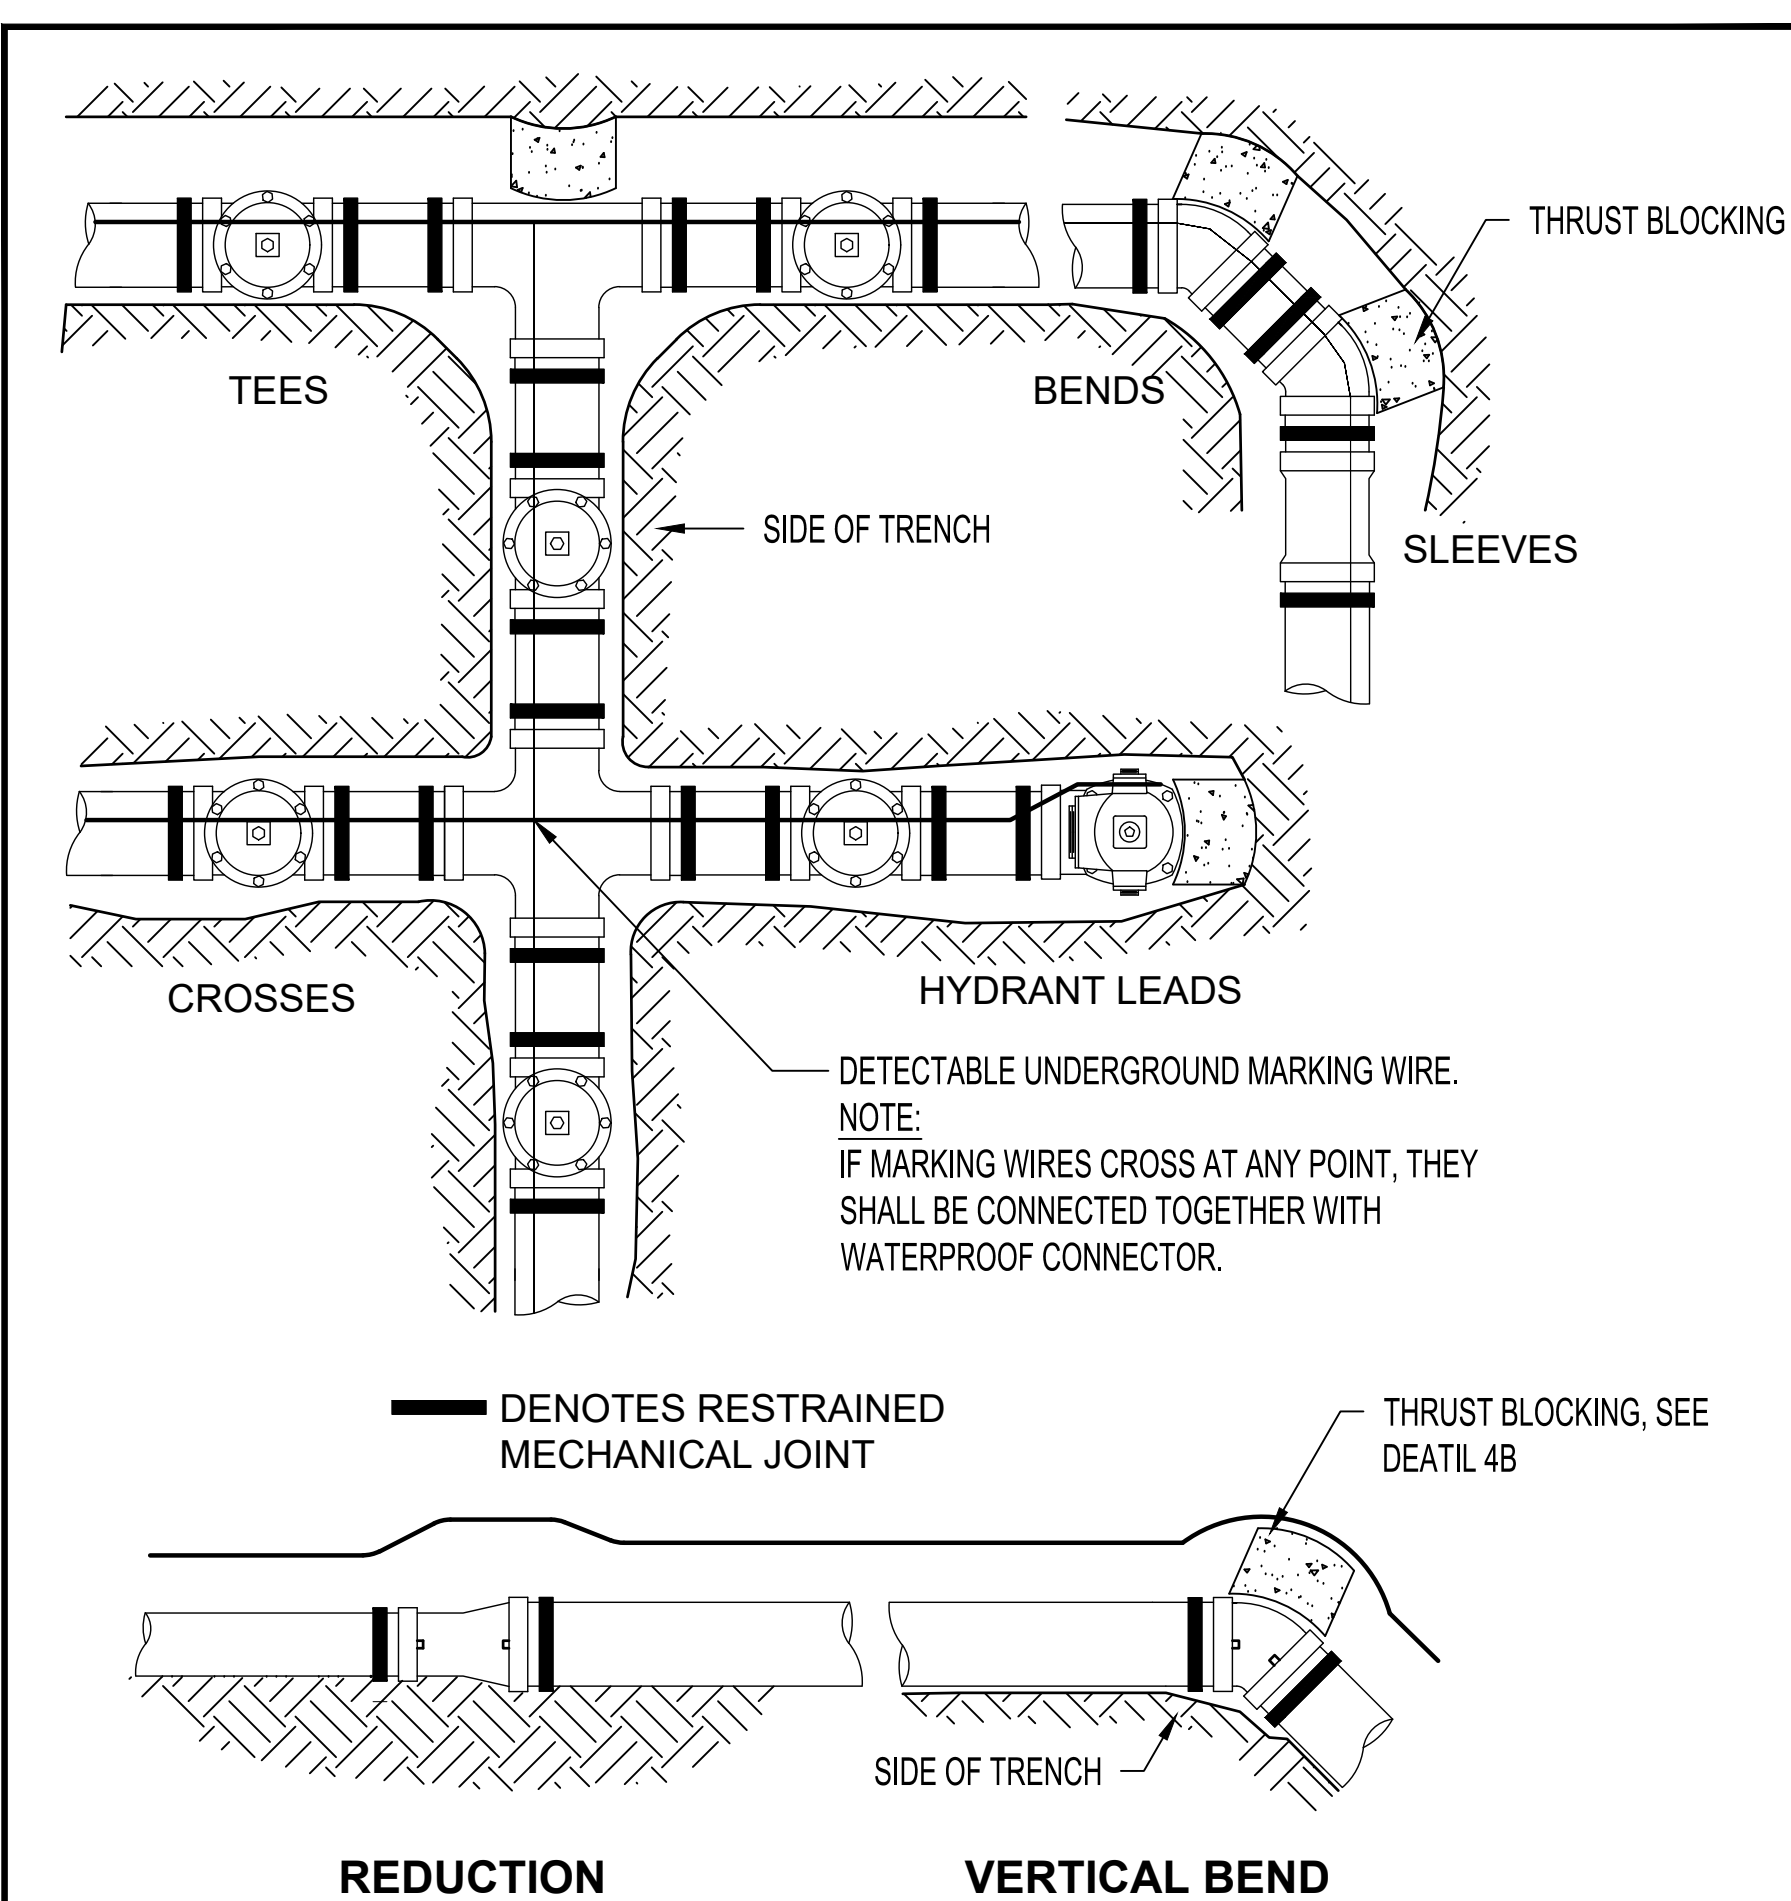 THRUST BLOCKING
TEES
BENDS
SIDE OF TRENCH
SLEEVES
CROSSES
HYDRANT LEADS
DETECTABLE UNDERGROUND MARKING WIRE.
NOTE:
IF MARKING WIRES CROSS AT ANY POINT, THEY
SHALL BE CONNECTED TOGETHER WITH
WATERPROOF CONNECTOR.
DENOTES RESTRAINED
MECHANICAL JOINT
THRUST BLOCKING, SEE
DEATIL 4B
SIDE OF TRENCH
REDUCTION
VERTICAL BEND